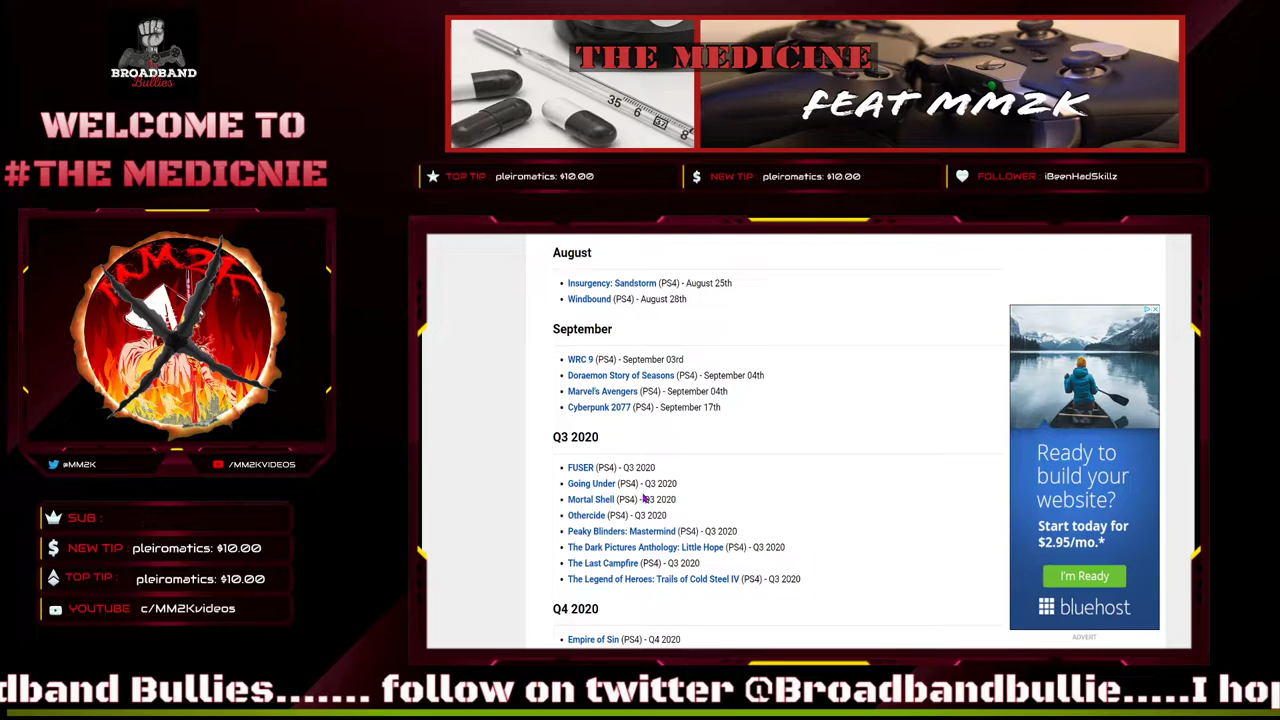 BROADBAND
Bullies
WELCOME TO
#THE MEDICNIE
THE MEDICINE
FEAT MM2K
35
6
37
8
TOP TIP pleiromatics: $10.00
NEW TIP pleiromatics: $10.00
FOLLOWER iBeenHadSkillz
MM2K
@MM2K
/MM2KVIDEOS
SUB :
NEW TIP : pleiromatics: $10.00
TOP TIP : pleiromatics: $10.00
YOUTUBE c/MM2Kvideos
August
• Insurgency: Sandstorm (PS4) - August 25th
• Windbound (PS4) - August 28th
September
• WRC 9 (PS4) - September 03rd
• Doraemon Story of Seasons (PS4) - September 04th
• Marvel's Avengers (PS4) - September 04th
• Cyberpunk 2077 (PS4) - September 17th
Q3 2020
• FUSER (PS4) - Q3 2020
• Going Under (PS4) - Q3 2020
• Mortal Shell (PS4) - Q3 2020
• Othercide (PS4) - Q3 2020
• Peaky Blinders: Mastermind (PS4) - Q3 2020
• The Dark Pictures Anthology: Little Hope (PS4) - Q3 2020
• The Last Campfire (PS4) - Q3 2020
• The Legend of Heroes: Trails of Cold Steel IV (PS4) - Q3 2020
Q4 2020
• Empire of Sin (PS4) - Q4 2020
Ready to
build your
website?
Start today for
$2.95/mo.*
I'm Ready
bluehost
ADVERT
dband Bullies....... follow on twitter @Broadbandbullie.....I hop